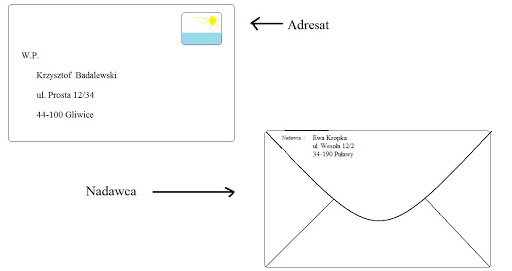 Adresat
W.P.
Krzysztof Badalewski
ul. Prosta 12/34
44-100 Gliwice
Nadawca : Ewa Kropka
ul. Wesoła 12/2
34-190 Puławy
Nadawca